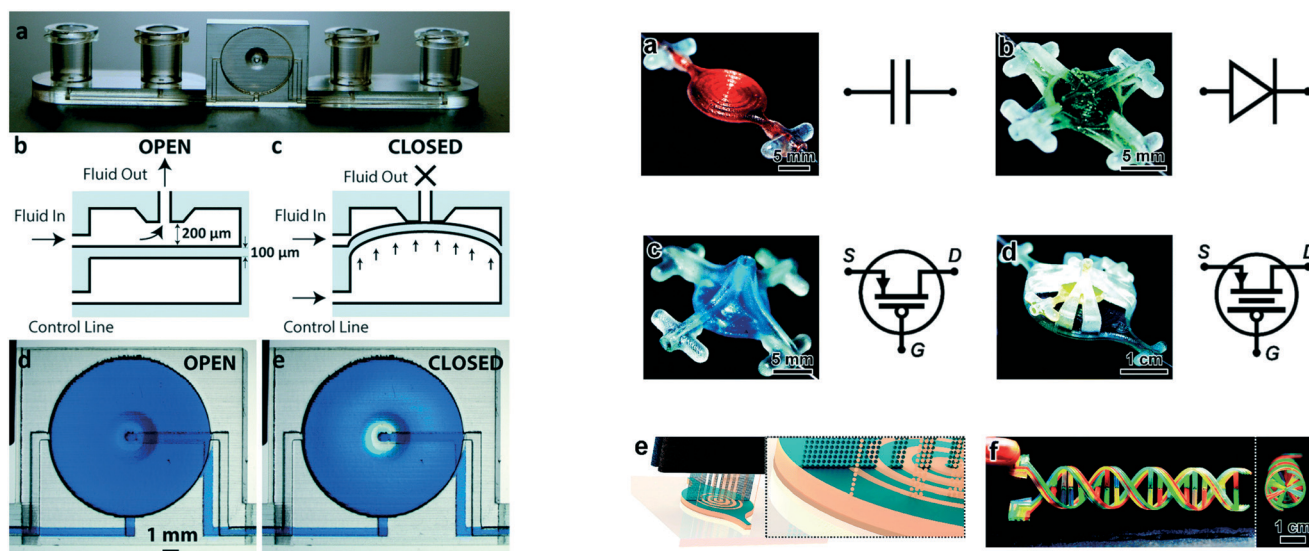 a
b
OPEN
c
CLOSED
Fluid Out
Fluid Out
Fluid In
Fluid In
200 µm
100 µm
Control Line
Control Line
d
OPEN
e
CLOSED
1 mm
a
5 mm
b
5 mm
c
5 mm
S
D
G
d
1 cm
S
D
G
e
f
1 cm